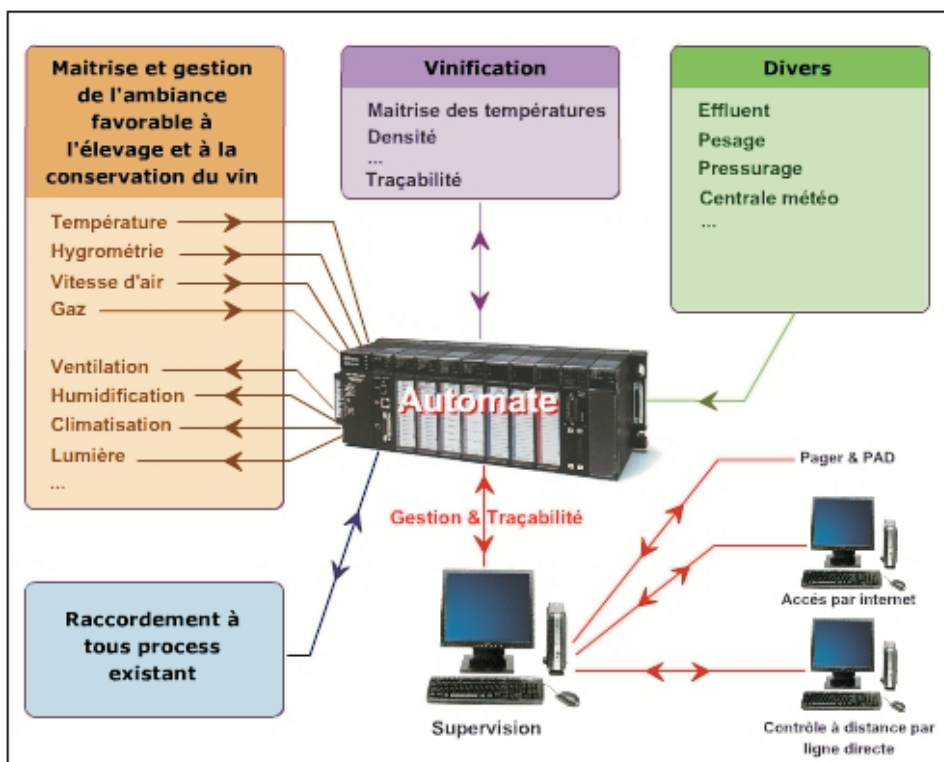 Maitrise et gestion
de l'ambiance
favorable à
l'élevage et à la
conservation du vin
Température
Hygrométrie
Vitesse d'air
Gaz
Ventilation
Humidification
Climatisation
Lumière
...
Vinification
Maitrise des températures
Densité
...
Traçabilité
Divers
Effluent
Pesage
Pressurage
Centrale météo
...
Automate
Gestion & Traçabilité
Pager & PAD
Accés par internet
Raccordement à
tous process
existant
Supervision
Contrôle à distance par
ligne directe